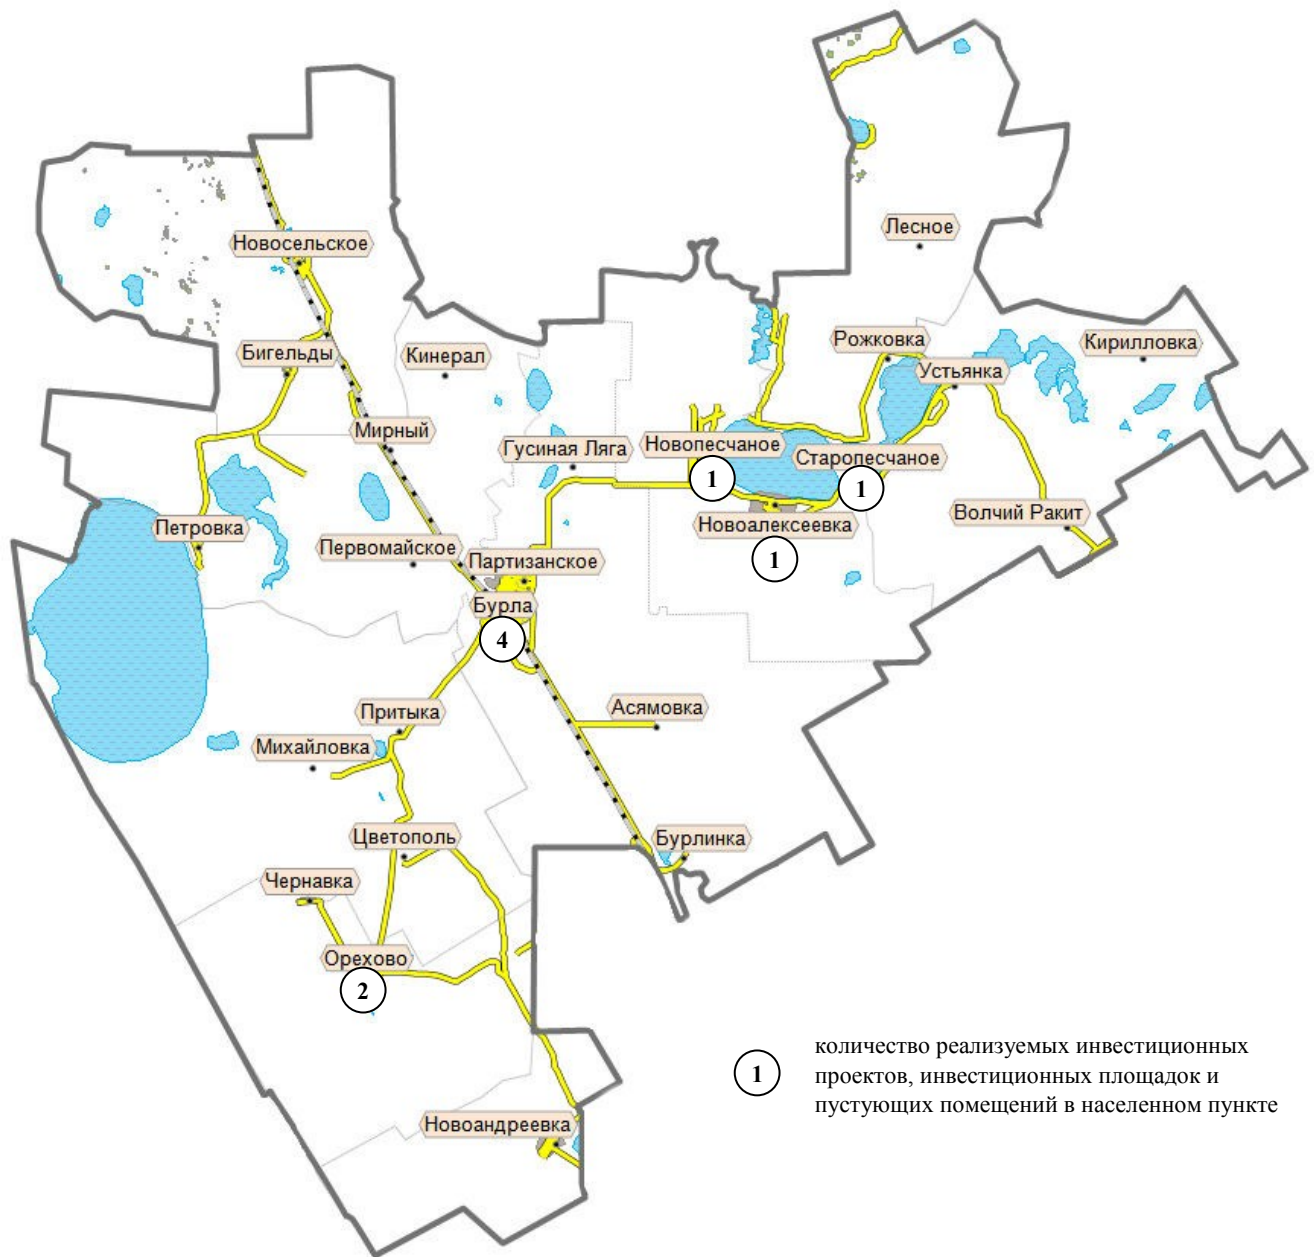 Лесное
Новосельское
Рожковка
Кирилловка
Бигельды
Кинерал
Устьянка
Мирный
Гусиная Ляга
Новопесчаное
Старопесчаное
1
1
Петровка
Новоалексеевка
Волчий Ракит
Первомайское
Партизанское
1
Бурла
4
Притыка
Асямовка
Михайловка
Цветополь
Бурлинка
Чернавка
Орехово
2
1
количество реализуемых инвестиционных
проектов, инвестиционных площадок и
пустующих помещений в населенном пункте
Новоандреевка